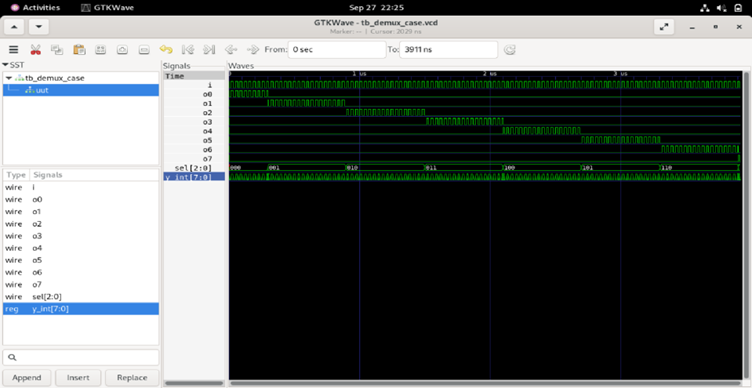 Activities GTKWave Sep 27 22:25
GTKWave - tb_demux_case.vcd
Marker: -- | Cursor: 2020 ns
From: 0 sec To: 3911 ns
SST
tb_demux_case
uut
Type Signals
wire i
wire o0
wire o1
wire o2
wire o3
wire o4
wire o5
wire o6
wire o7
wire sel[2:0]
reg y_int[7:0]
Append Insert Replace
Signals
Time
i
o0
o1
o2
o3
o4
o5
o6
o7
sel[2:0]
y_int[7:0]
Waves
1 us 2 us 3 us
000 001 010 011 100 101 110